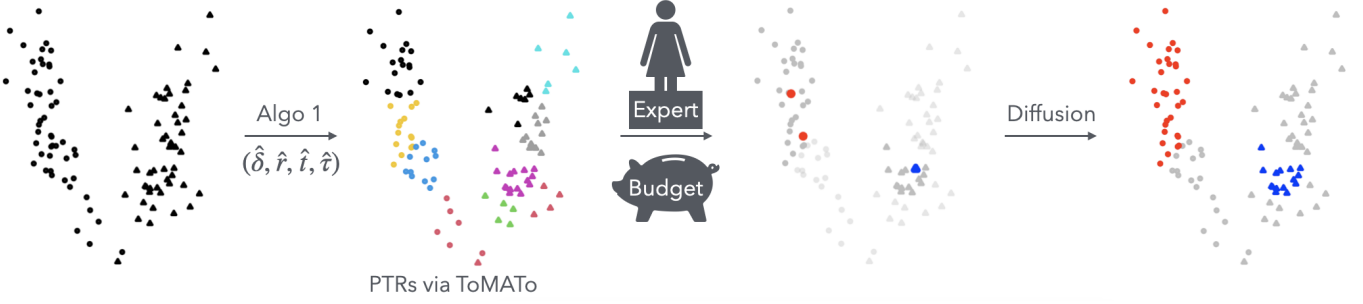 Algo 1
(δ̂, r̂, t̂, τ̂)
PTRs via ToMATo
Expert
Budget
Diffusion